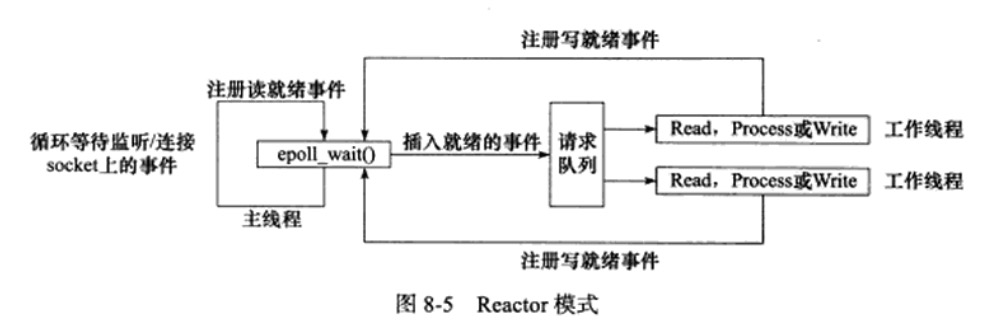 注册写就绪事件
注册读就绪事件
循环等待监听/连接
socket上的事件
epoll_wait()
插入就绪的事件
请求
队列
Read，Process或Write
工作线程
Read，Process或Write
工作线程
主线程
注册写就绪事件
图 8-5 Reactor 模式